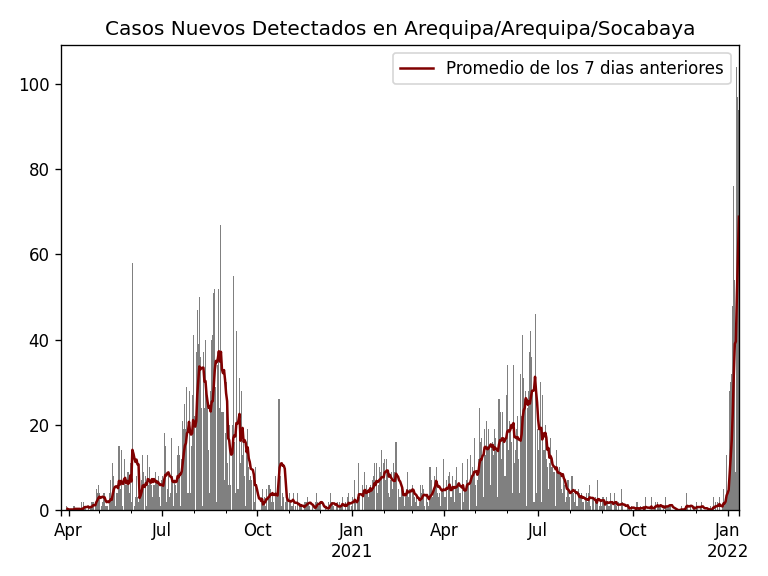 Casos Nuevos Detectados en Arequipa/Arequipa/Socabaya
Promedio de los 7 dias anteriores
100
80
60
40
20
0
Apr Jul Oct Jan Apr Jul Oct Jan
2021 2022